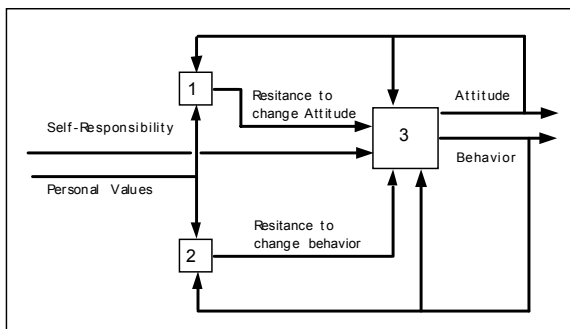 1
Resitance to
change Attitude
Attitude
Self-Responsibility
3
Behavior
Personal Values
Resitance to
change behavior
2